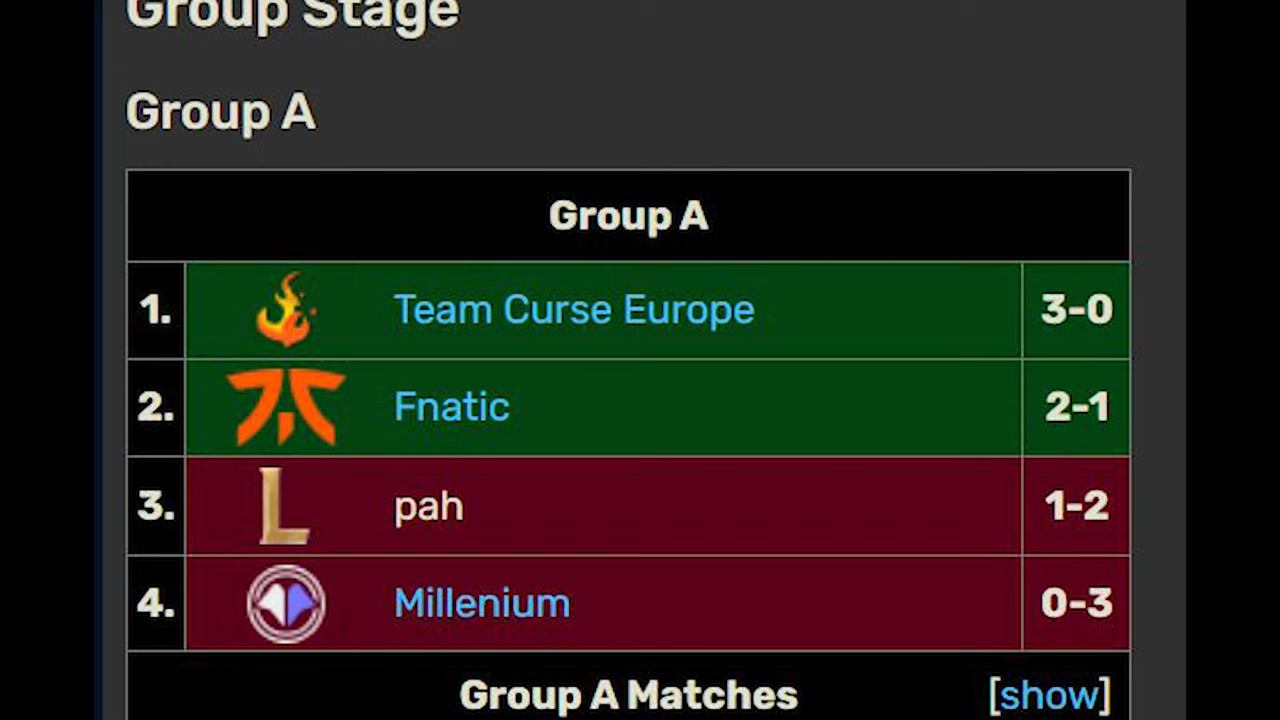 Group Stage
Group A
Group A
1. Team Curse Europe 3-0
2. Fnatic 2-1
3. L pah 1-2
4. Millenium 0-3
Group A Matches [show]